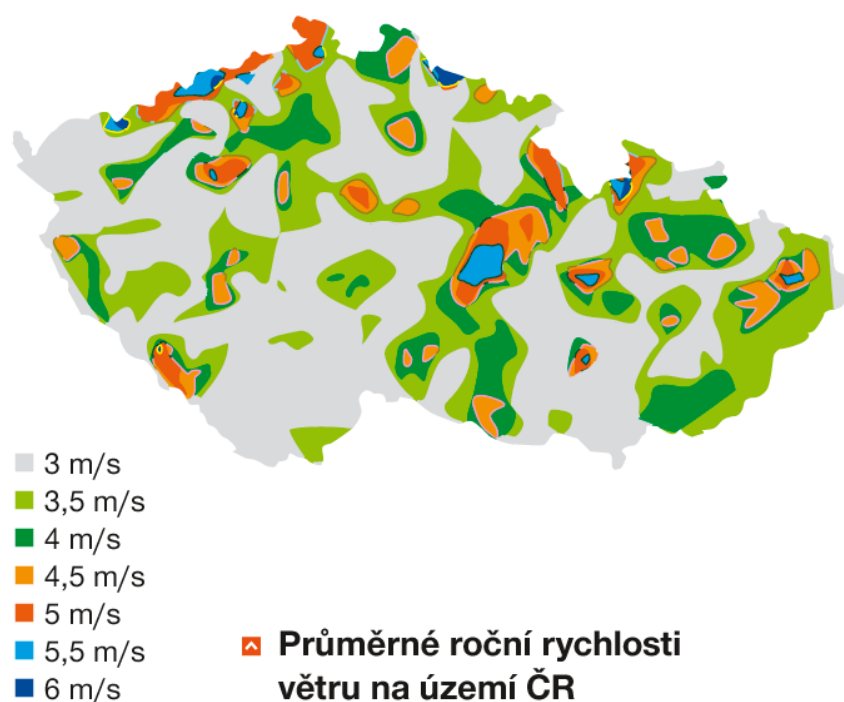 3 m/s
3,5 m/s
4 m/s
4,5 m/s
5 m/s
5,5 m/s
6 m/s
Průměrné roční rychlosti
větru na území ČR